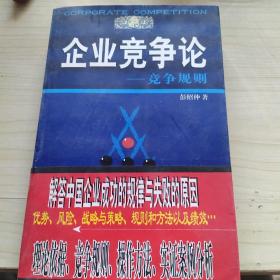 CORPORATE COMPETITION
企业竞争论
——竞争规则
彭绍仲 著
解答中国企业成功的规律与失败的原因
优势、风险、战略与策略、规则和方法以及绩效…
理论依据、竞争规则、操作方法、实证案例分析